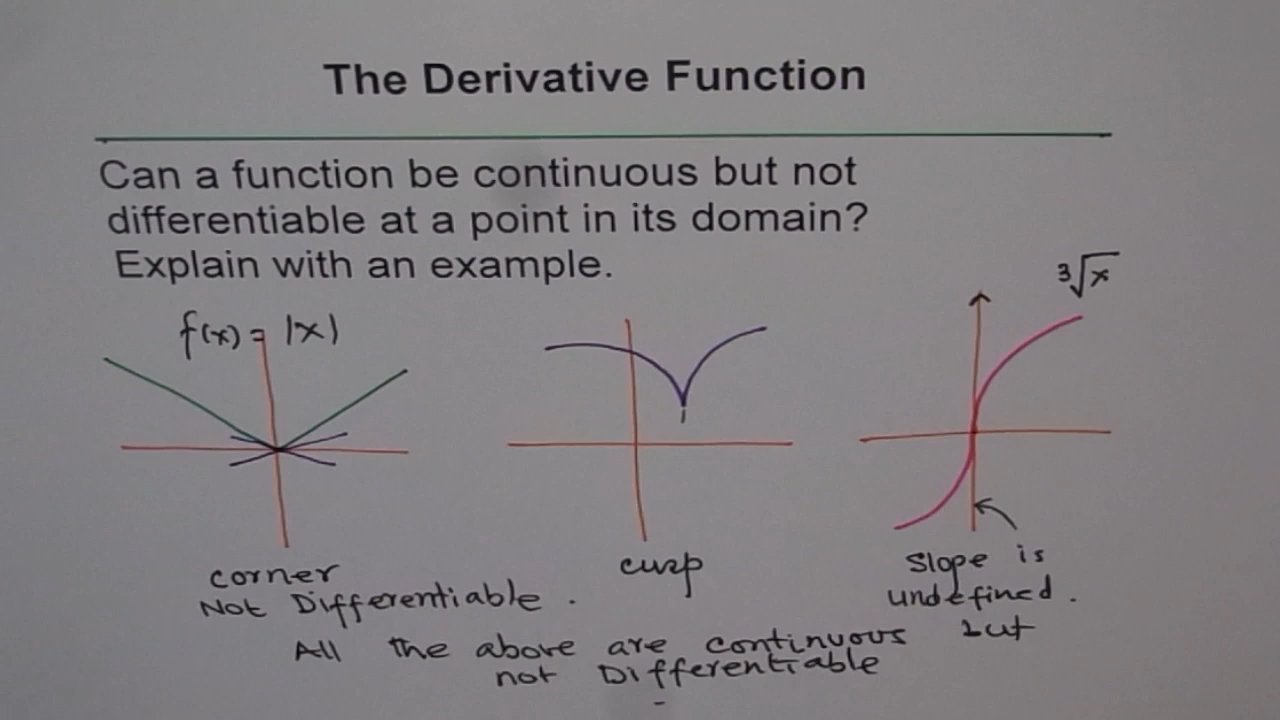 The Derivative Function
Can a function be continuous but not
differentiable at a point in its domain?
Explain with an example.
f(x) = |x|
∛x
corner
Not Differentiable .
cusp
Slope is
undefined .
All the above are continuous but
not Differentiable